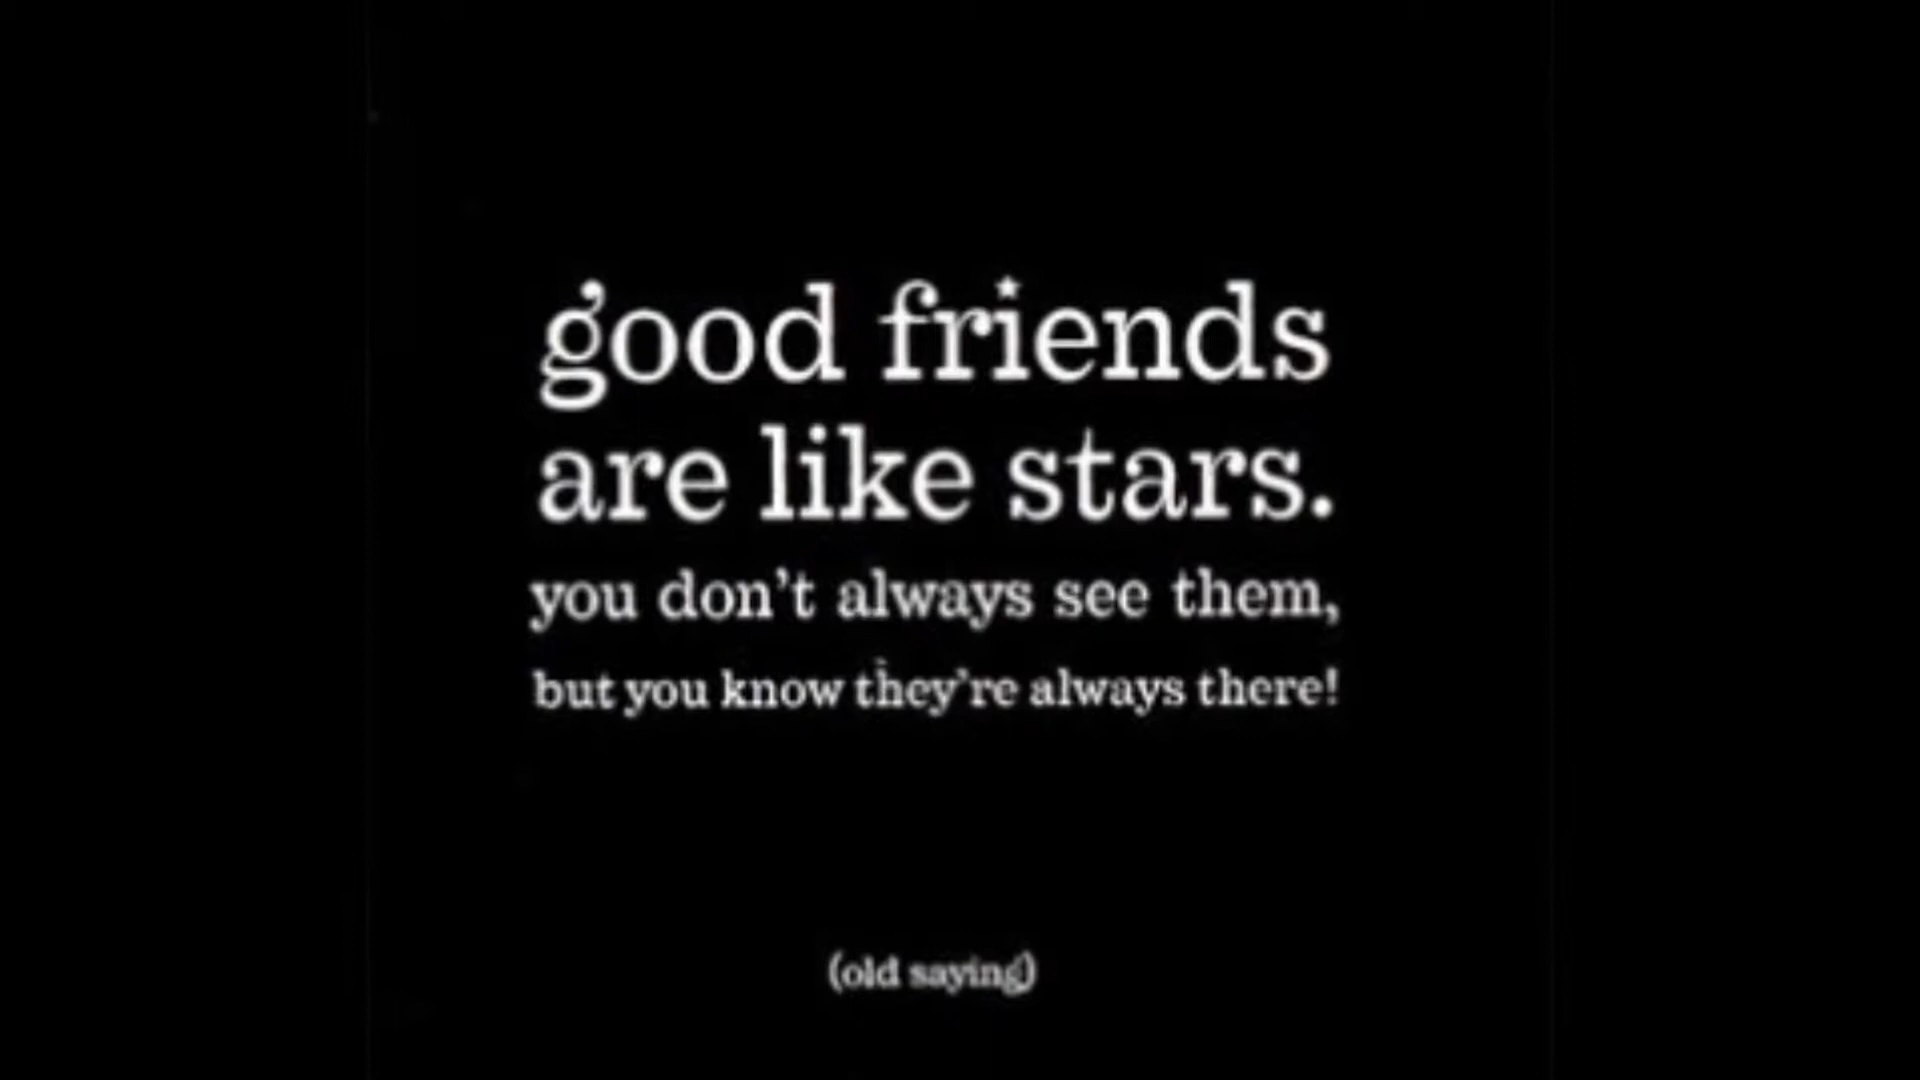 good friends
are like stars.
you don’t always see them,
but you know they’re always there!
(old saying)